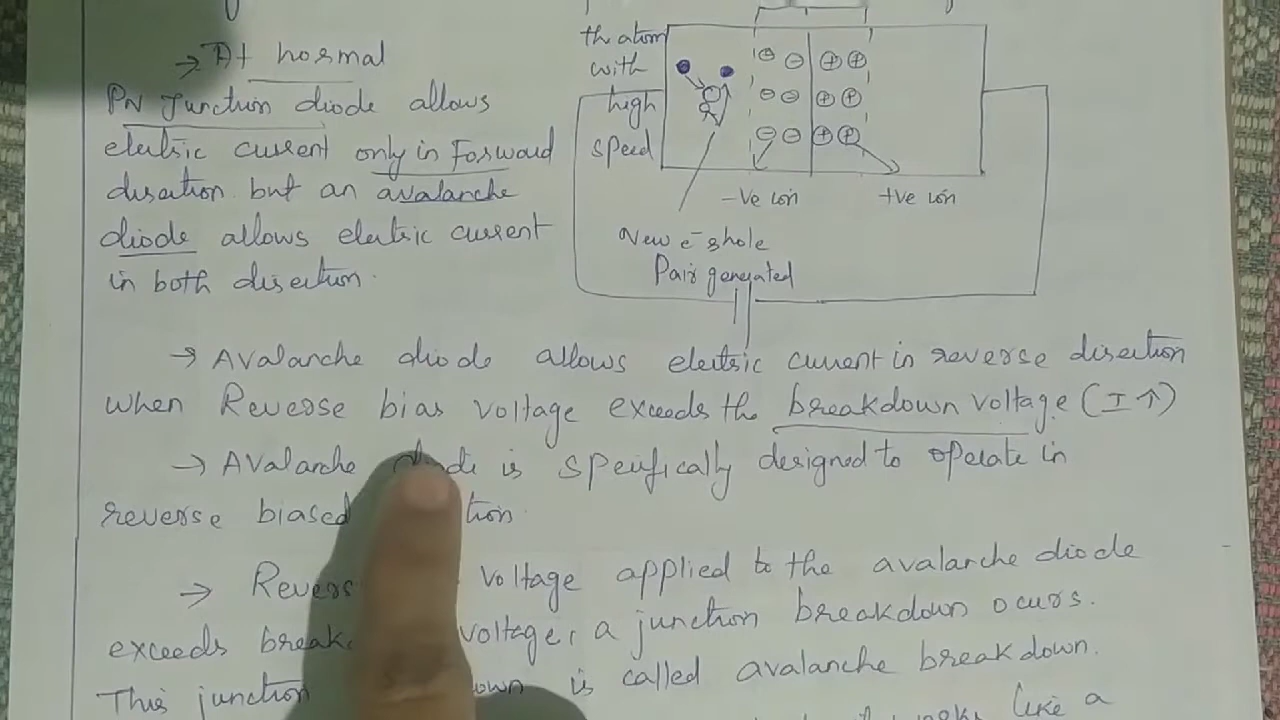 → At normal
PN Junction diode allows
electric current only in Forward
direction but an avalanche
diode allows electric current
in both direction.
the atom
with
high
speed
-Ve ion
+ve ion
New e⁻ & hole
Pair generated
→ Avalanche diode allows electric current in reverse direction
when Reverse bias voltage exceeds the breakdown voltage (I↑)
→ Avalanche is specifically designed to operate in
reverse biased
→ voltage applied to the avalanche diode
exceeds voltage, a junction breakdown ocurs.
This junction is called avalanche breakdown.
like a